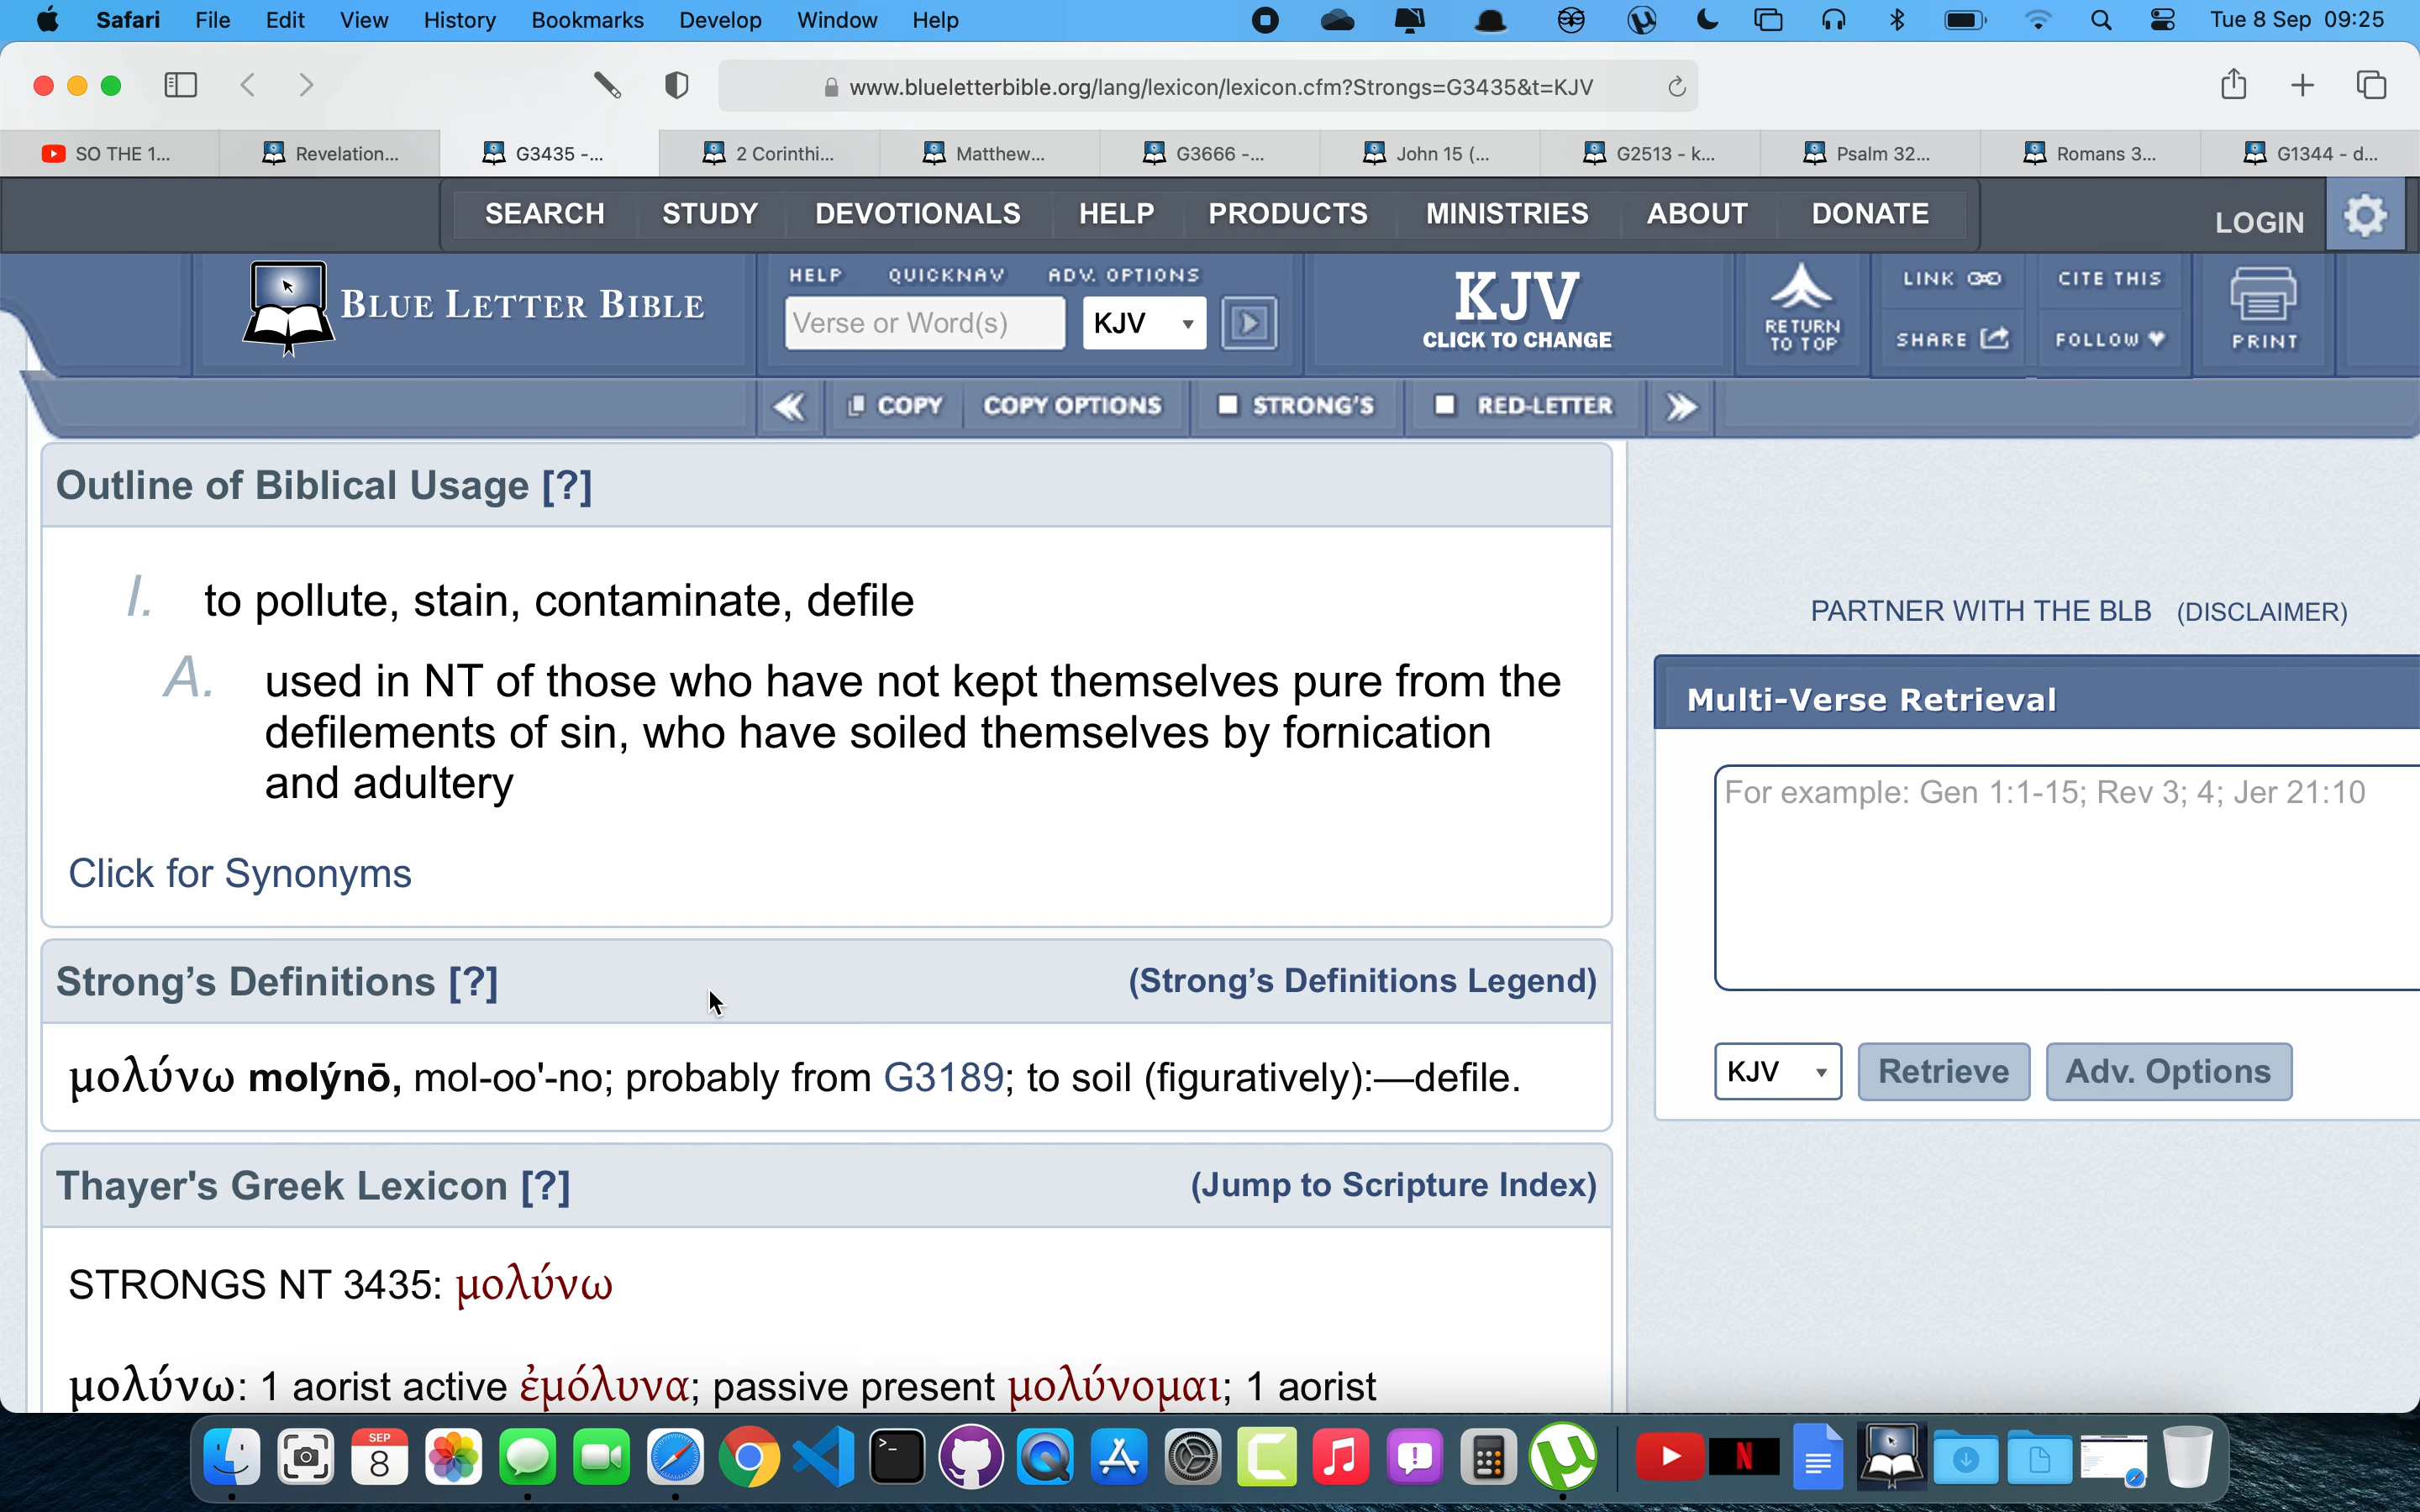 Safari File Edit View History Bookmarks Develop Window Help Tue 8 Sep 09:25
www.blueletterbible.org/lang/lexicon/lexicon.cfm?Strongs=G3435&t=KJV
SO THE 1... Revelation... G3435 -... 2 Corinthi... Matthew... G3666 -... John 15 (... G2513 - k... Psalm 32... Romans 3... G1344 - d...
SEARCH STUDY DEVOTIONALS HELP PRODUCTS MINISTRIES ABOUT DONATE LOGIN
BLUE LETTER BIBLE
HELP QUICKNAV ADV. OPTIONS
Verse or Word(s) KJV
KJV
CLICK TO CHANGE
RETURN
TO TOP
LINK CITE THIS
SHARE FOLLOW
PRINT
COPY COPY OPTIONS STRONG'S RED-LETTER
Outline of Biblical Usage [?]
I. to pollute, stain, contaminate, defile
A. used in NT of those who have not kept themselves pure from the
defilements of sin, who have soiled themselves by fornication
and adultery
Click for Synonyms
Strong’s Definitions [?] (Strong’s Definitions Legend)
μολύνω molýnō, mol-oo'-no; probably from G3189; to soil (figuratively):—defile.
Thayer's Greek Lexicon [?] (Jump to Scripture Index)
STRONGS NT 3435: μολύνω
μολύνω: 1 aorist active ἐμόλυνα; passive present μολύνομαι; 1 aorist
PARTNER WITH THE BLB (DISCLAIMER)
Multi-Verse Retrieval
For example: Gen 1:1-15; Rev 3; 4; Jer 21:10
KJV Retrieve Adv. Options
SEP
8